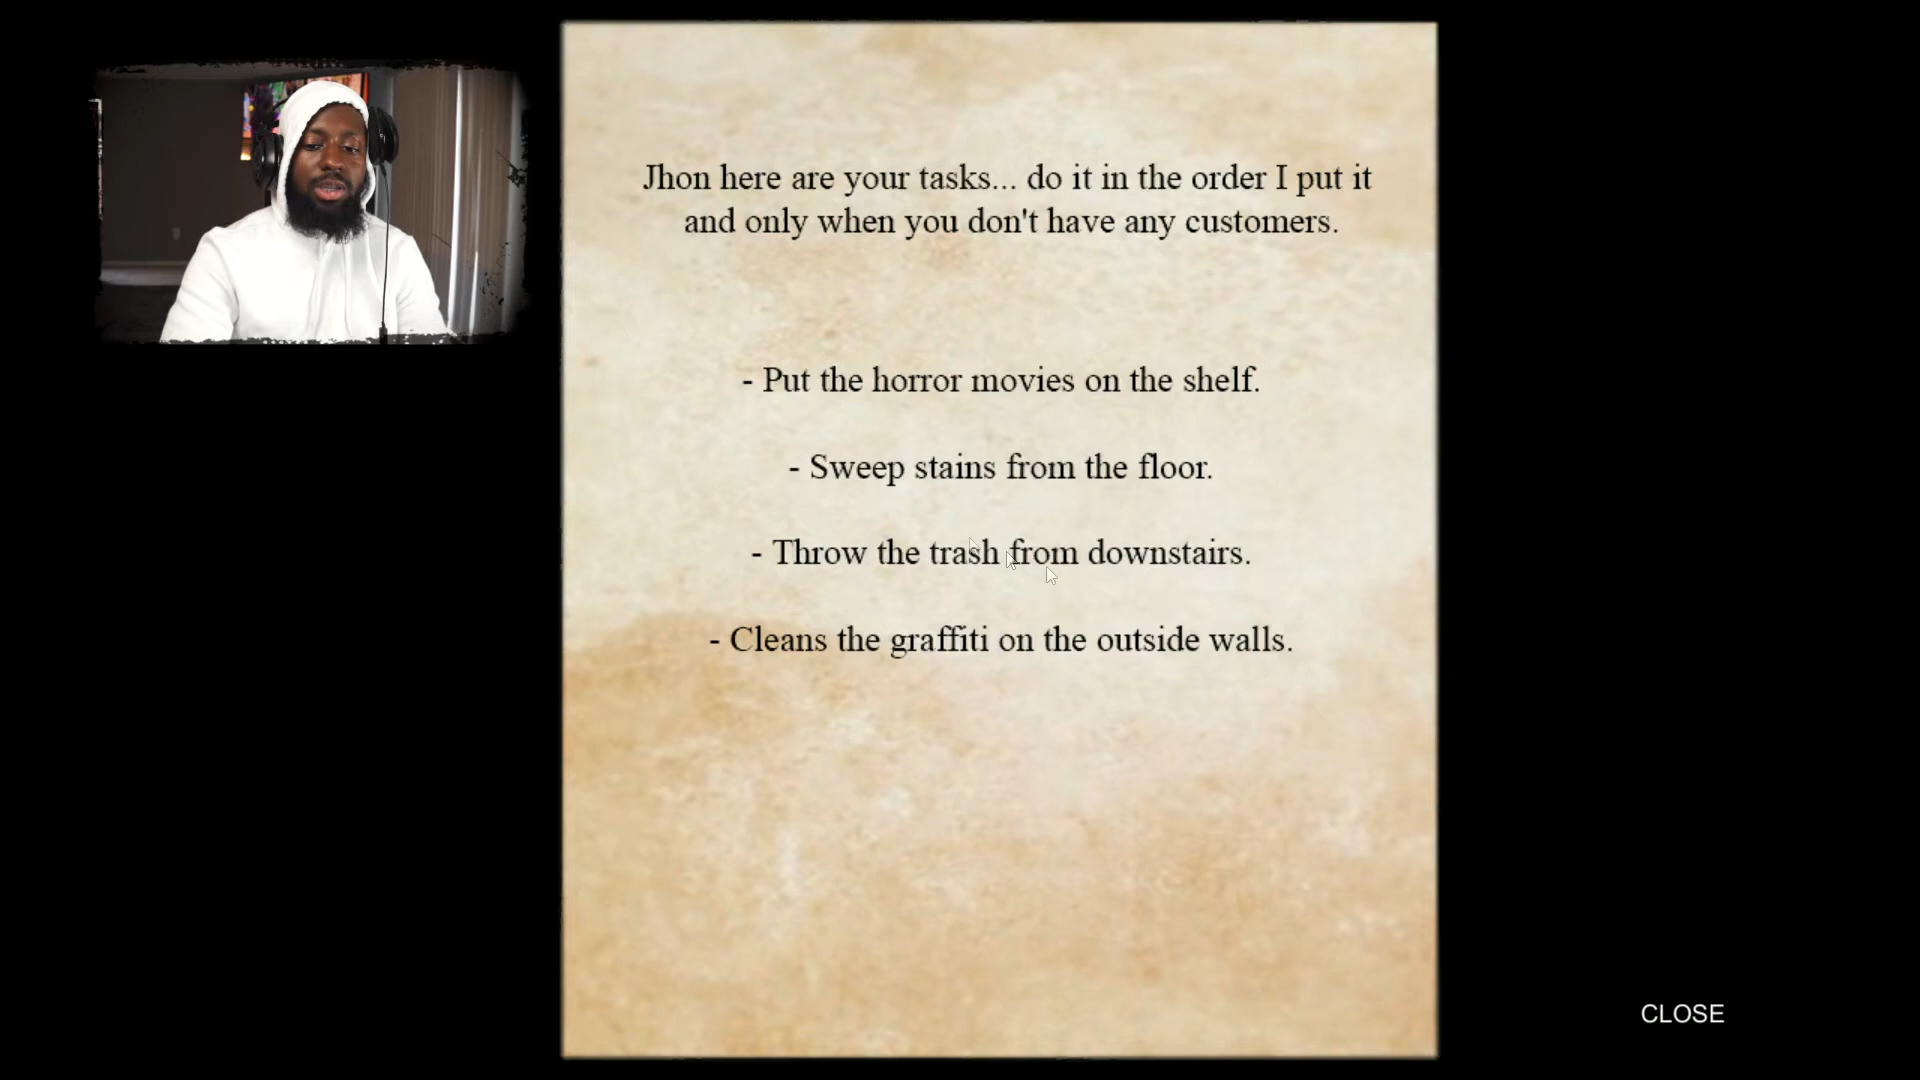 Jhon here are your tasks... do it in the order I put it
and only when you don't have any customers.
- Put the horror movies on the shelf.
- Sweep stains from the floor.
- Throw the trash from downstairs.
- Cleans the graffiti on the outside walls.
CLOSE